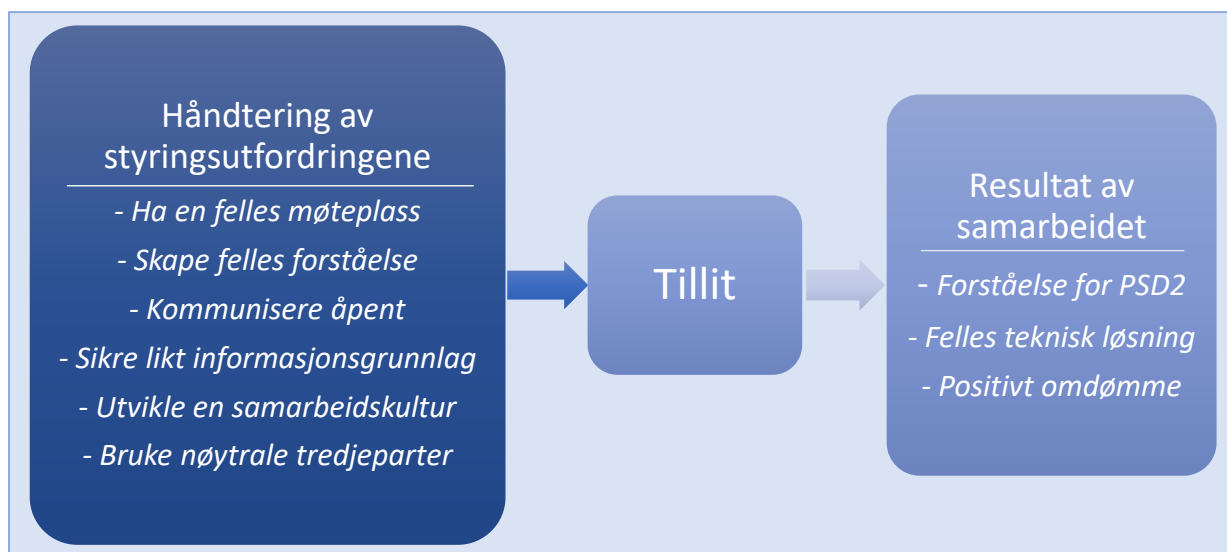 Håndtering av
styringsutfordringene
- Ha en felles møteplass
- Skape felles forståelse
- Kommunisere åpent
- Sikre likt informasjonsgrunnlag
- Utvikle en samarbeidskultur
- Bruke nøytrale tredjeparter
Tillit
Resultat av
samarbeidet
- Forståelse for PSD2
- Felles teknisk løsning
- Positivt omdømme